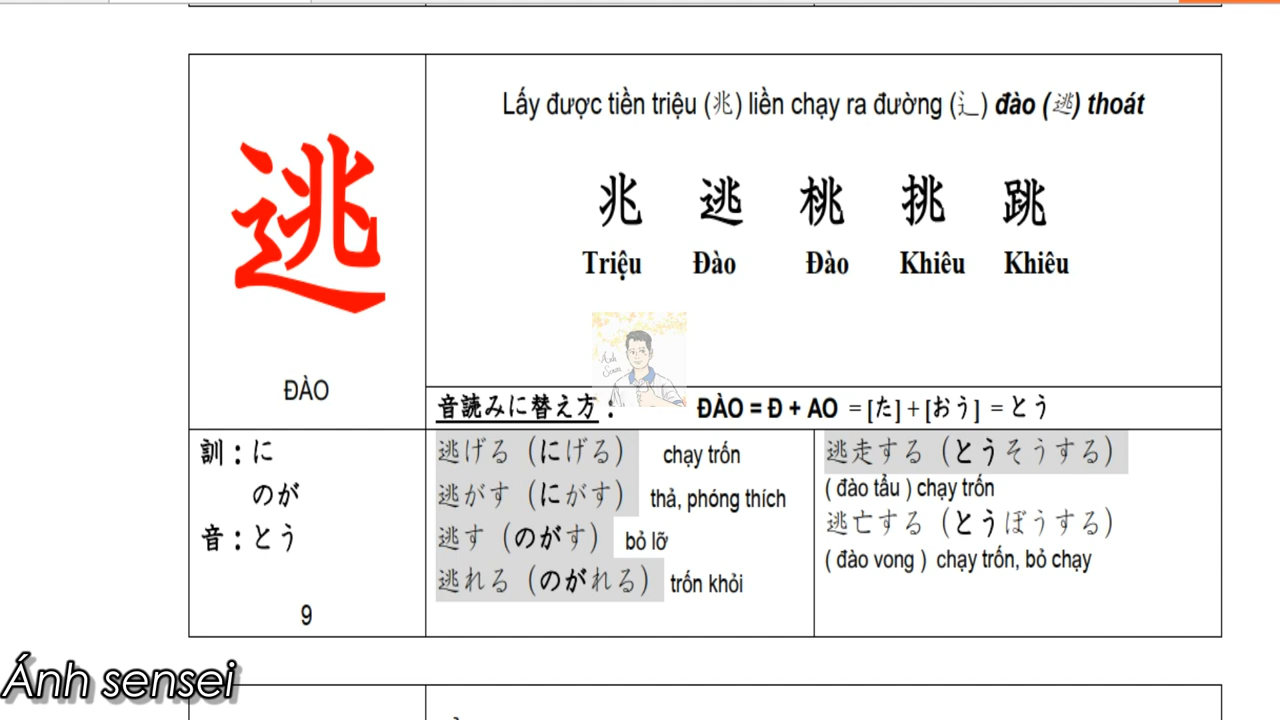 逃
ĐÀO
Lấy được tiền triệu (兆) liền chạy ra đường (辶) đào (逃) thoát
兆 逃 桃 挑 跳
Triệu Đào Đào Khiêu Khiêu
Ánh
Sensei
音読みに替え方 : ĐÀO = Đ + AO = [た] + [おう] = とう
訓:に
のが
音:とう
9
逃げる(にげる) chạy trốn
逃がす(にがす) thả, phóng thích
逃す(のがす) bỏ lỡ
逃れる(のがれる) trốn khỏi
逃走する(とうそうする)
( đào tẩu ) chạy trốn
逃亡する(とうぼうする)
( đào vong ) chạy trốn, bỏ chạy
Ánh sensei